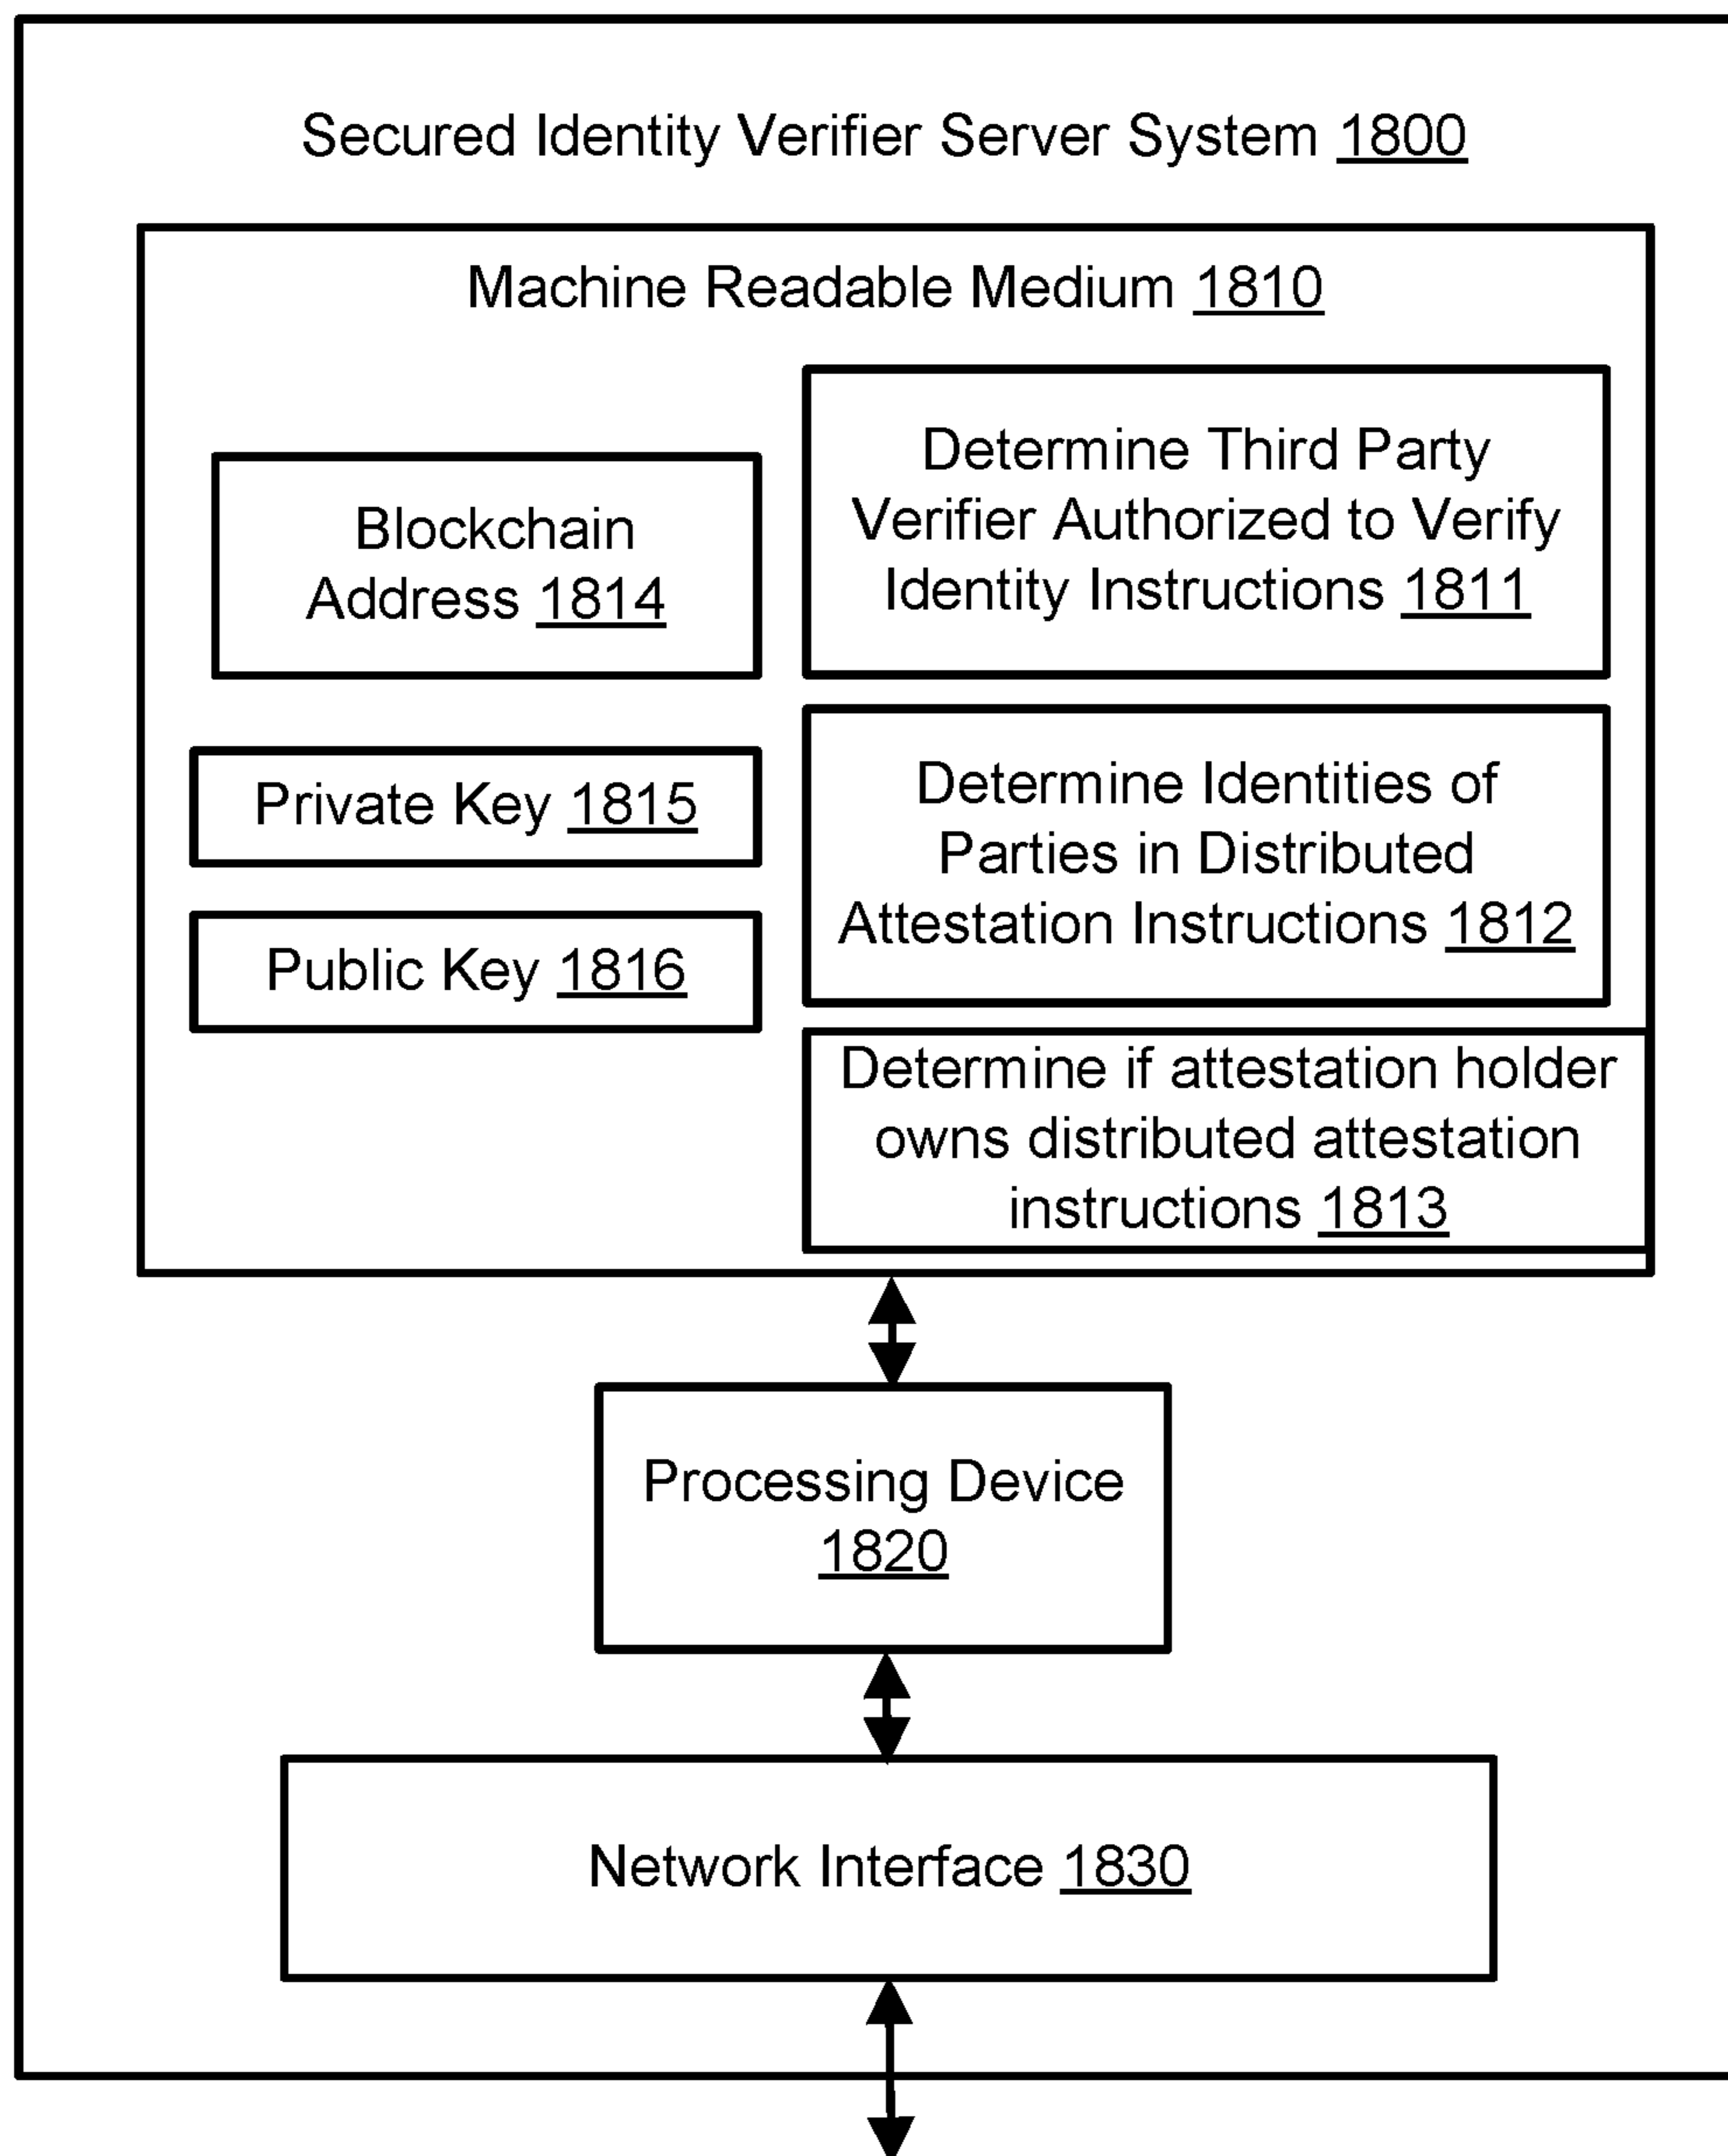 Secured Identity Verifier Server System 1800
Machine Readable Medium 1810
Blockchain
Address 1814
Private Key 1815
Public Key 1816
Determine Third Party
Verifier Authorized to Verify
Identity Instructions 1811
Determine Identities of
Parties in Distributed
Attestation Instructions 1812
Determine if attestation holder
owns distributed attestation
instructions 1813
Processing Device
1820
Network Interface 1830